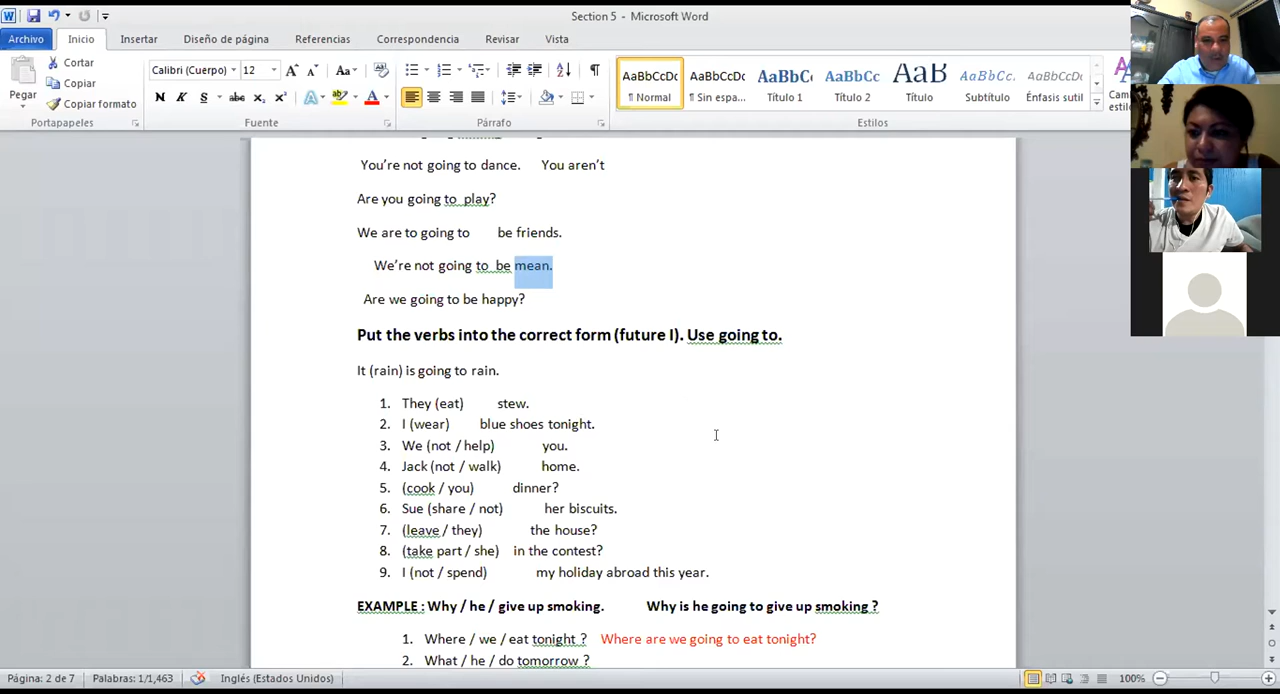 Section 5 - Microsoft Word
Archivo Inicio Insertar Diseño de página Referencias Correspondencia Revisar Vista
Cortar
Copiar
Copiar formato
Pegar
Portapapeles
Calibri (Cuerpo) 12
Fuente
Párrafo
AaBbCcDc AaBbCcDc AaBbC AaBbCc AaB AaBbCc. AaBbCcDc
¶ Normal ¶ Sin espa... Título 1 Título 2 Título Subtítulo Énfasis sutil
Estilos
You're not going to dance. You aren't
Are you going to play?
We are to going to be friends.
We're not going to be mean.
Are we going to be happy?
Put the verbs into the correct form (future I). Use going to.
It (rain) is going to rain.
1. They (eat) stew.
2. I (wear) blue shoes tonight.
3. We (not / help) you.
4. Jack (not / walk) home.
5. (cook / you) dinner?
6. Sue (share / not) her biscuits.
7. (leave / they) the house?
8. (take part / she) in the contest?
9. I (not / spend) my holiday abroad this year.
EXAMPLE : Why / he / give up smoking. Why is he going to give up smoking ?
1. Where / we / eat tonight ? Where are we going to eat tonight?
2. What / he / do tomorrow ?
Página: 2 de 7 Palabras: 1/1,463 Inglés (Estados Unidos) 100%